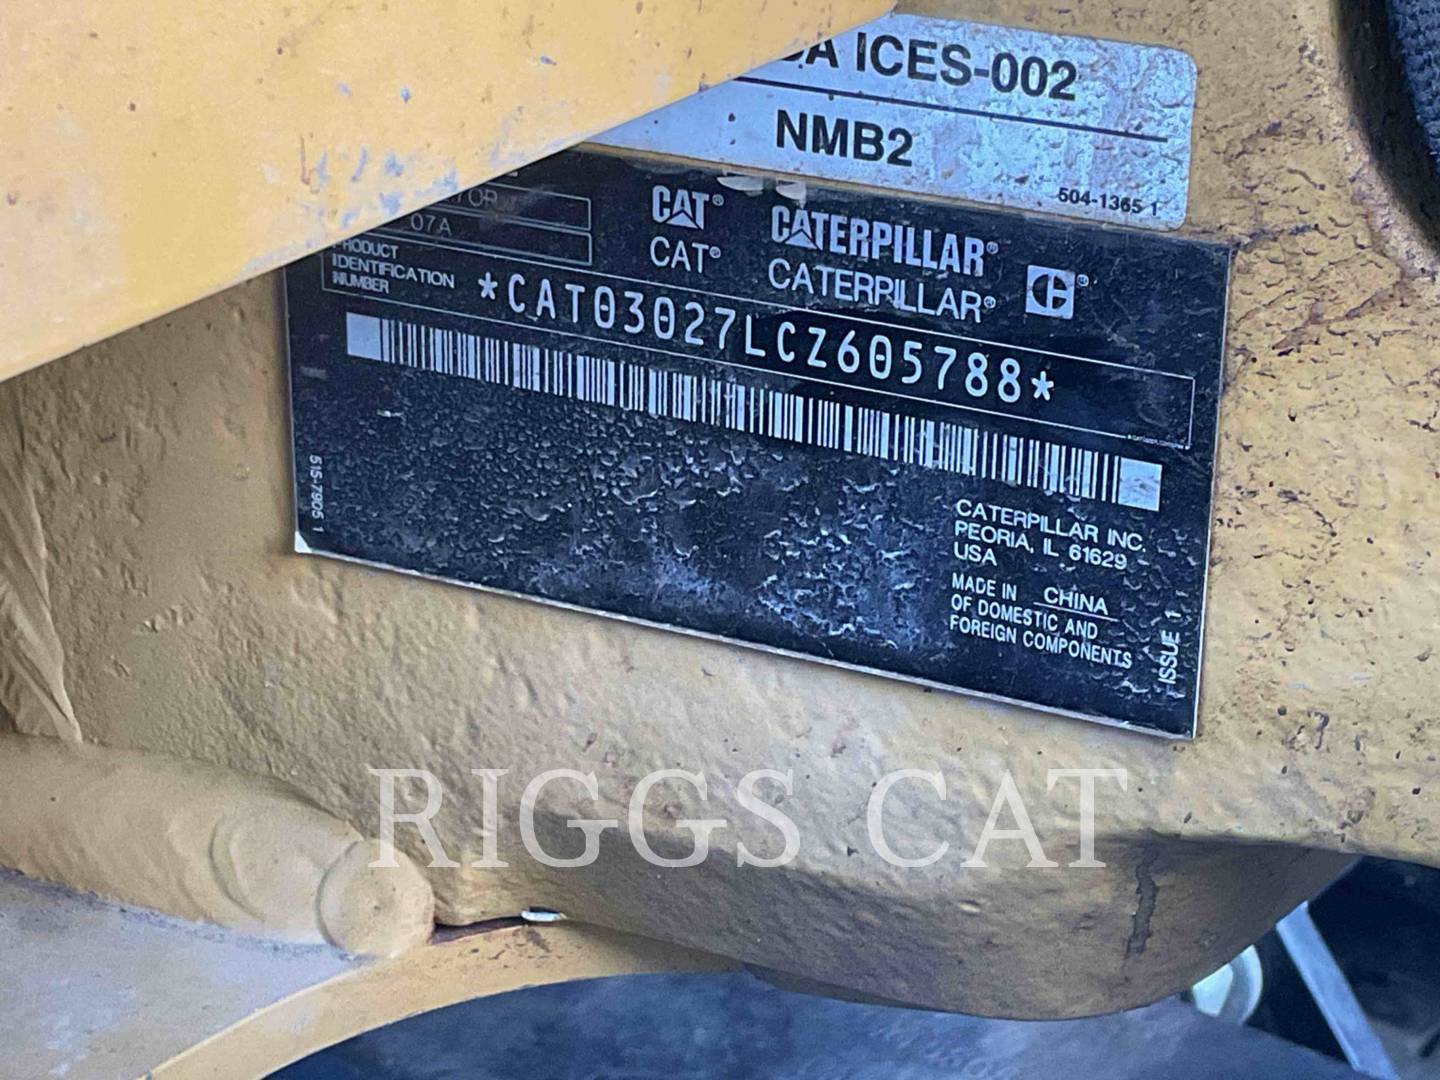 ICES-002
NMB2
504-1365 1
07A
CAT®
CAT®
CATERPILLAR®
CATERPILLAR®
PRODUCT
IDENTIFICATION
NUMBER
*CAT03027LCZ605788*
515-7905 1
CATERPILLAR INC.
PEORIA, IL 61629
USA
MADE IN CHINA
OF DOMESTIC AND
FOREIGN COMPONENTS
ISSUE 1
RIGGS CAT